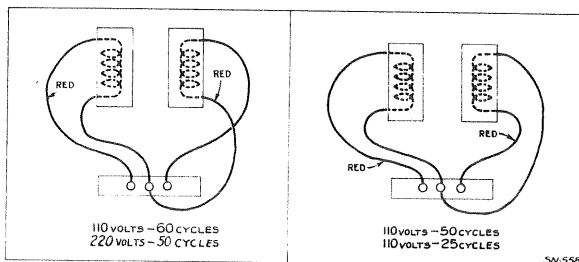 RED
RED
110 VOLTS-60 CYCLES
220 VOLTS-50 CYCLES
RED
RED
110 VOLTS-50 CYCLES
110 VOLTS-25 CYCLES